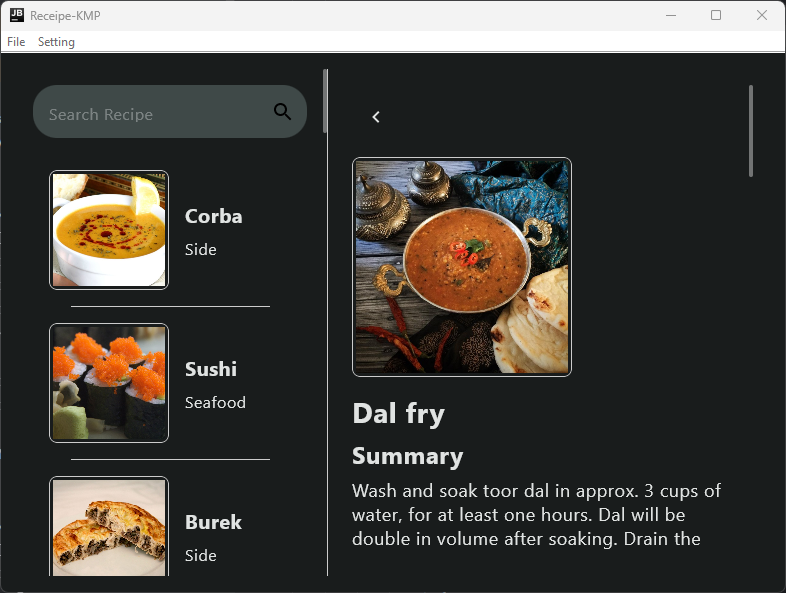 JB
Receipe-KMP
File Setting
Search Recipe
Corba
Side
Sushi
Seafood
Burek
Side
Dal fry
Summary
Wash and soak toor dal in approx. 3 cups of
water, for at least one hours. Dal will be
double in volume after soaking. Drain the